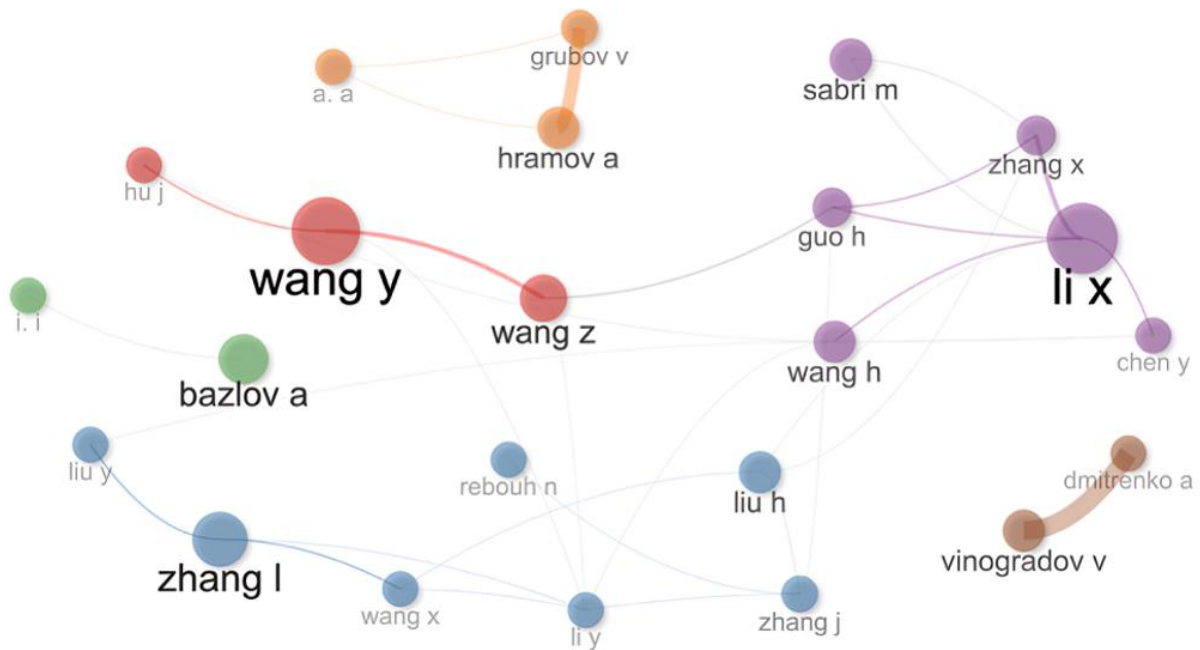 grubov v
a. a
sabri m
hramov a
zhang x
hu j
guo h
wang y
li x
i. i
wang z
chen y
wang h
bazlov a
liu y
rebouh n
dmitrenko a
liu h
vinogradov v
zhang l
wang x
zhang j
li y